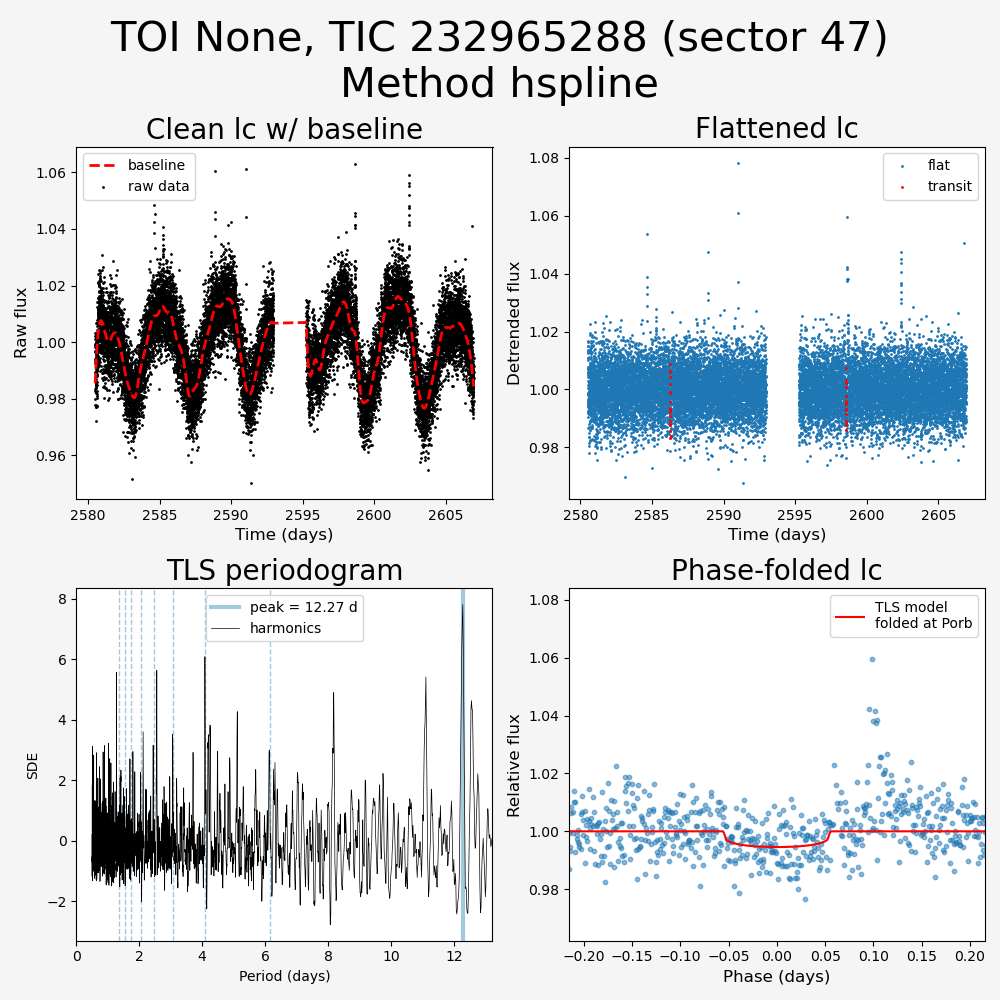 TOI None, TIC 232965288 (sector 47)
Method hspline
Clean lc w/ baseline
baseline
raw data
1.06
1.04
1.02
1.00
0.98
0.96
Raw flux
2580
2585
2590
2595
2600
2605
Time (days)
Flattened lc
flat
transit
1.08
1.06
1.04
1.02
1.00
0.98
Detrended flux
2580
2585
2590
2595
2600
2605
Time (days)
TLS periodogram
peak = 12.27 d
harmonics
8
6
4
2
0
−2
SDE
0
2
4
6
8
10
12
Period (days)
Phase-folded lc
TLS model
folded at Porb
1.08
1.06
1.04
1.02
1.00
0.98
Relative flux
−0.20
−0.15
−0.10
−0.05
0.00
0.05
0.10
0.15
0.20
Phase (days)